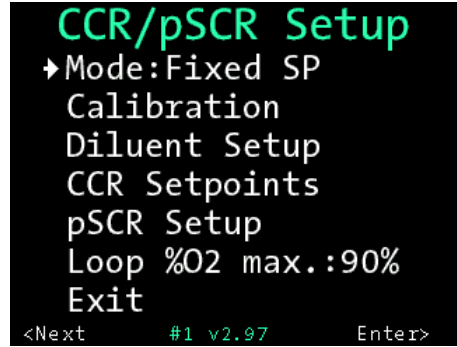 CCR/pSCR Setup
→Mode:Fixed SP
Calibration
Diluent Setup
CCR Setpoints
pSCR Setup
Loop %O2 max.:90%
Exit
<Next #1 v2.97 Enter>